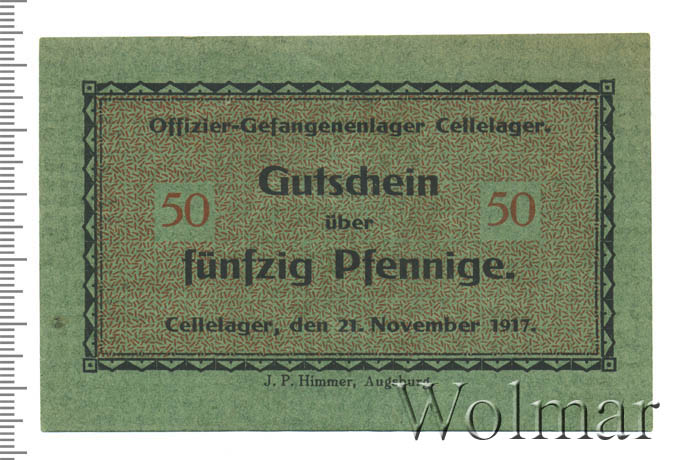 Offizier-Gefangenenlager Cellelager.
Gutschein
50 50
über
fünfzig Pfennige.
Cellelager, den 21. November 1917.
J. P. Himmer, Augsburg
Wolmar